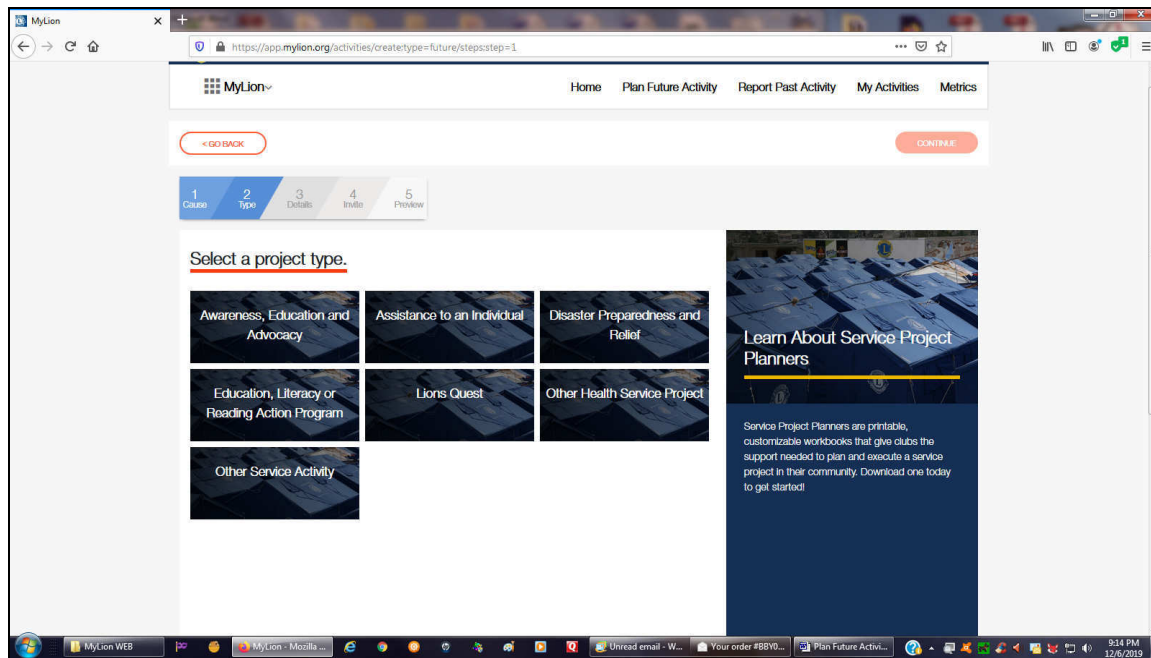 MyLion
https://app.mylion.org/activities/create:type=future/steps:step=1
MyLion
Home Plan Future Activity Report Past Activity My Activities Metrics
< GO BACK
CONTINUE
1 2 3 4 5
Cause Type Details Invite Preview
Select a project type.
Awareness, Education and
Advocacy
Assistance to an Individual
Disaster Preparedness and
Relief
Education, Literacy or
Reading Action Program
Lions Quest
Other Health Service Project
Other Service Activity
Learn About Service Project
Planners
Service Project Planners are printable,
customizable workbooks that give clubs the
support needed to plan and execute a service
project in their community. Download one today
to get started!
MyLion WEB
MyLion - Mozilla ...
Unread email - W...
Your order #BBY0...
Plan Future Activi...
9:14 PM
12/6/2019